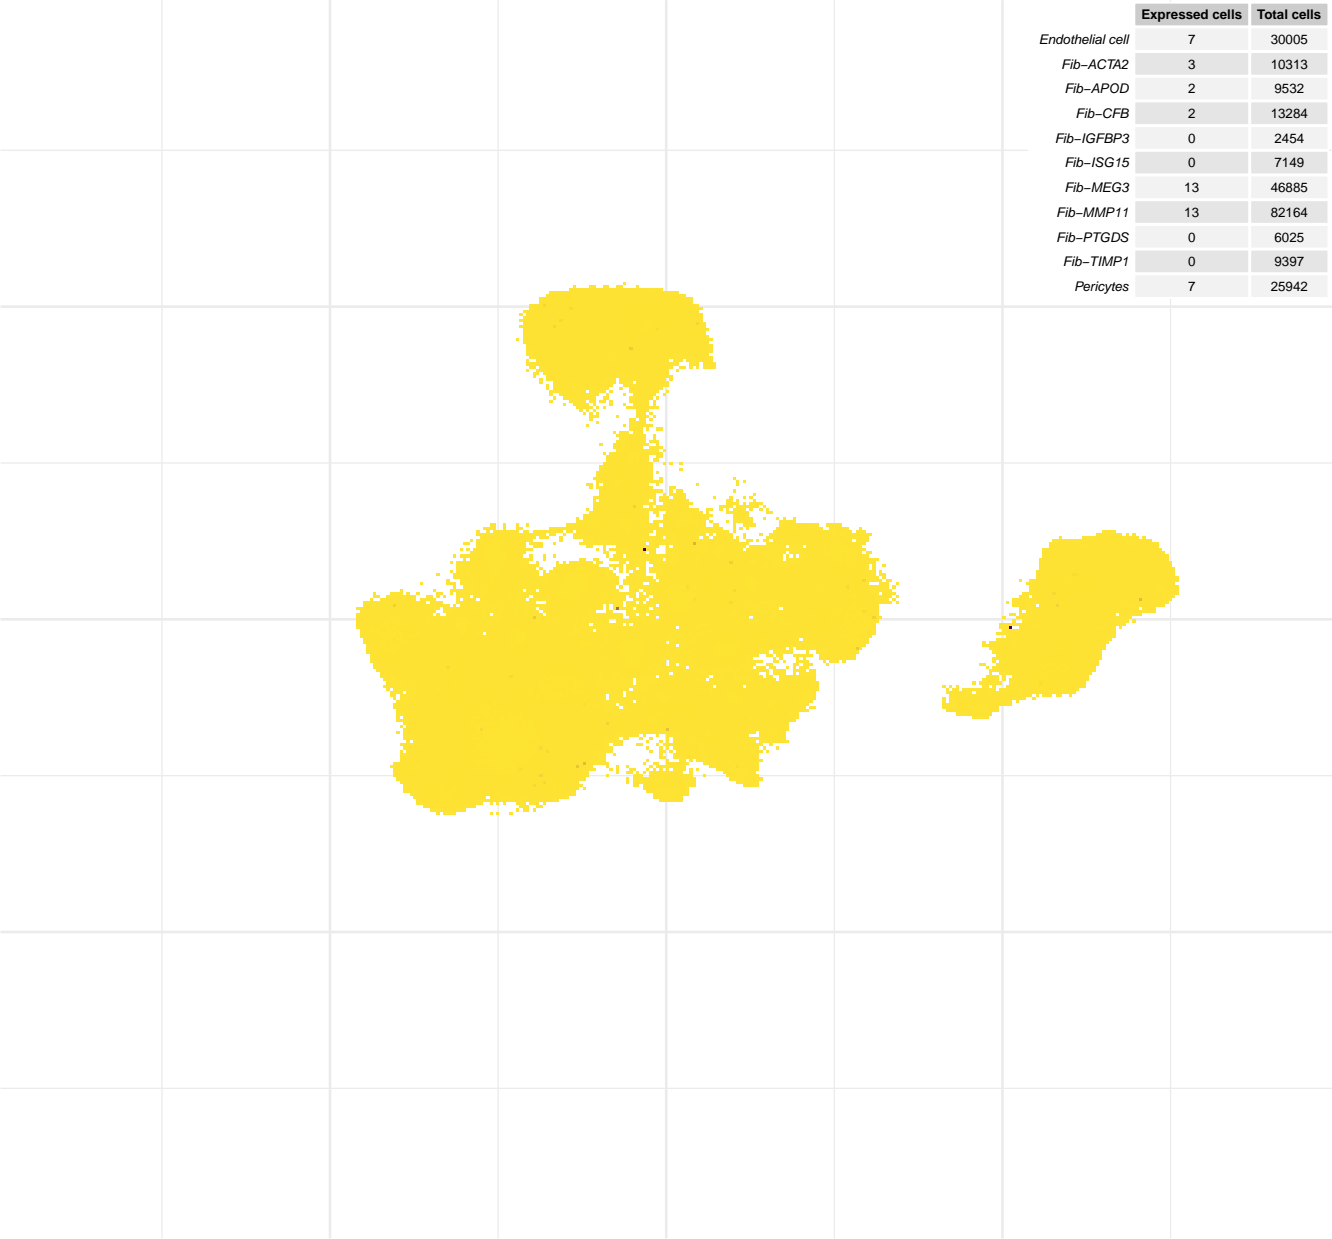 Expressed cells Total cells
Endothelial cell 7 30005
Fib−ACTA2 3 10313
Fib−APOD 2 9532
Fib−CFB 2 13284
Fib−IGFBP3 0 2454
Fib−ISG15 0 7149
Fib−MEG3 13 46885
Fib−MMP11 13 82164
Fib−PTGDS 0 6025
Fib−TIMP1 0 9397
Pericytes 7 25942